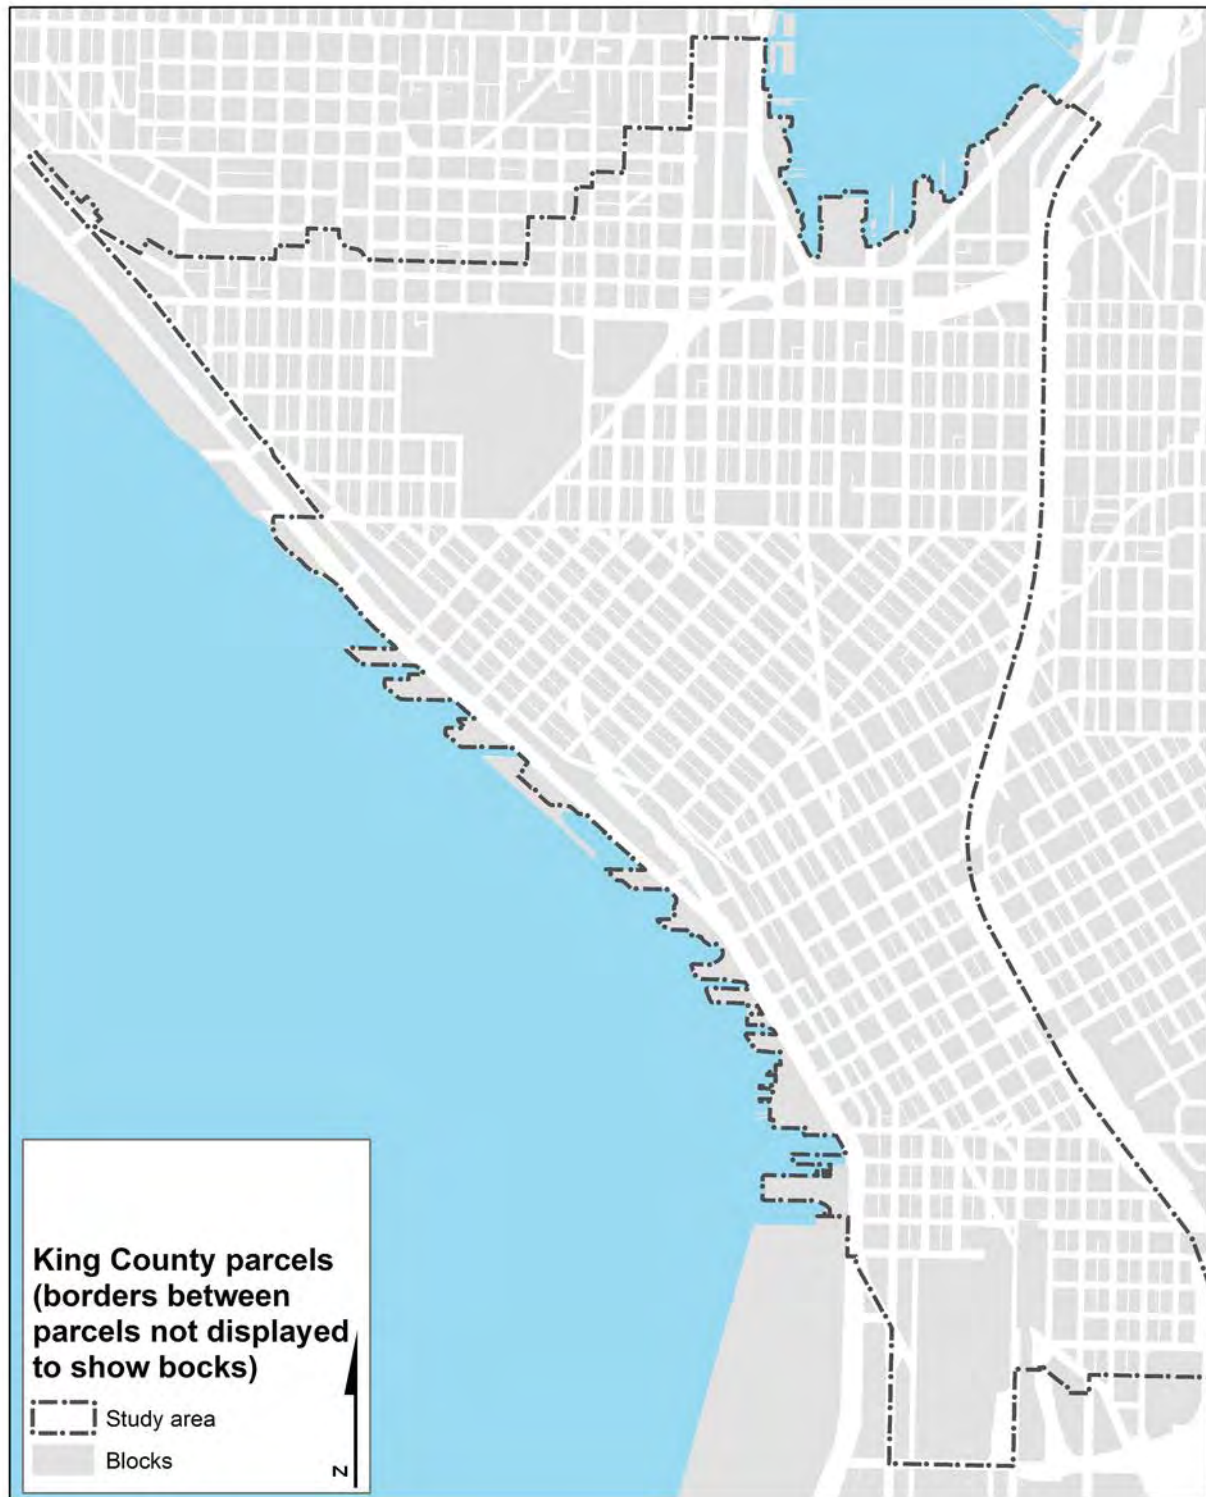 King County parcels
(borders between
parcels not displayed
to show bocks)
Study area
Blocks
N